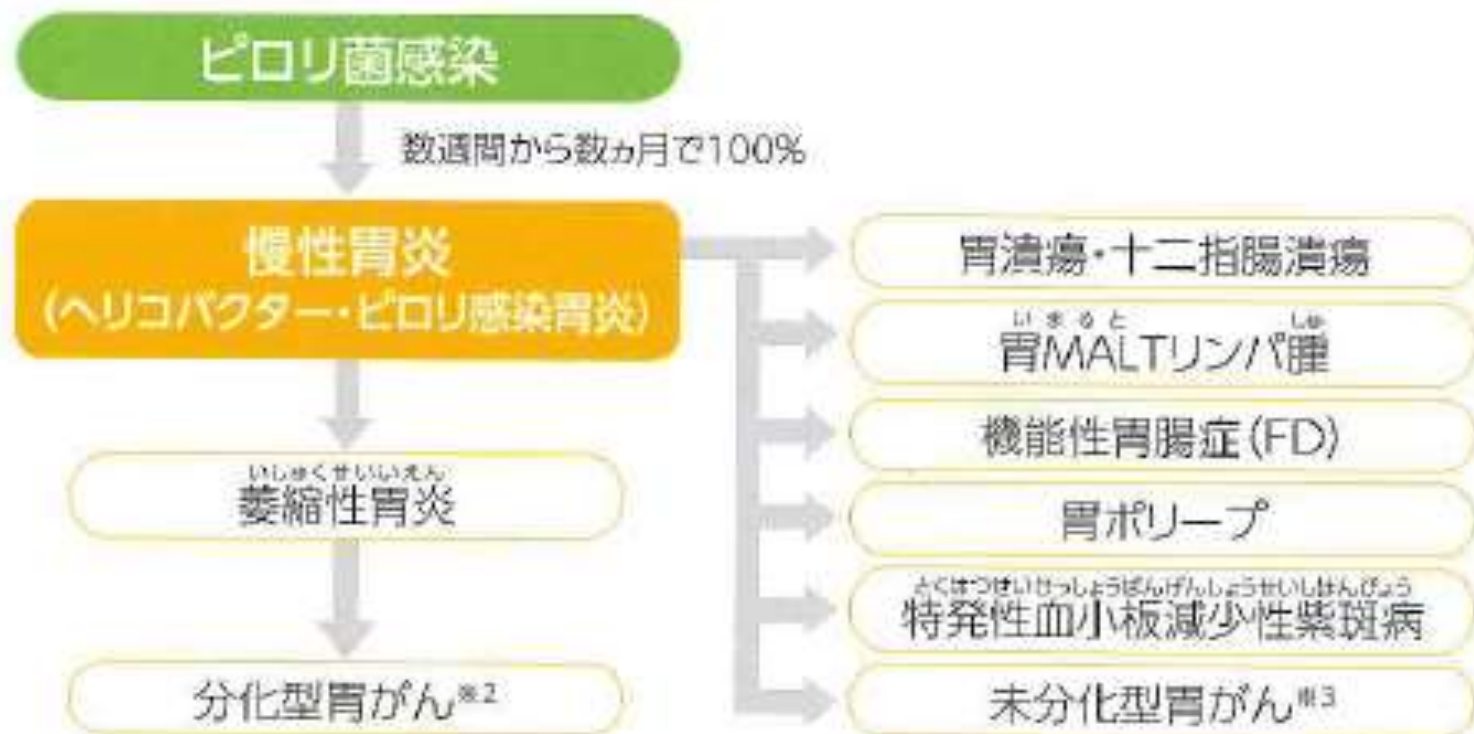 ピロリ菌感染
数週間から数ヵ月で100%
慢性胃炎
(ヘリコバクター・ピロリ感染胃炎)
いしゅくせいいえん
萎縮性胃炎
分化型胃がん※2
胃潰瘍・十二指腸潰瘍
いまると しゅ
胃MALTリンパ腫
機能性胃腸症(FD)
胃ポリープ
とくはつせいけっしょうばんげんしょうせいしはんびょう
特発性血小板減少性紫斑病
未分化型胃がん※3